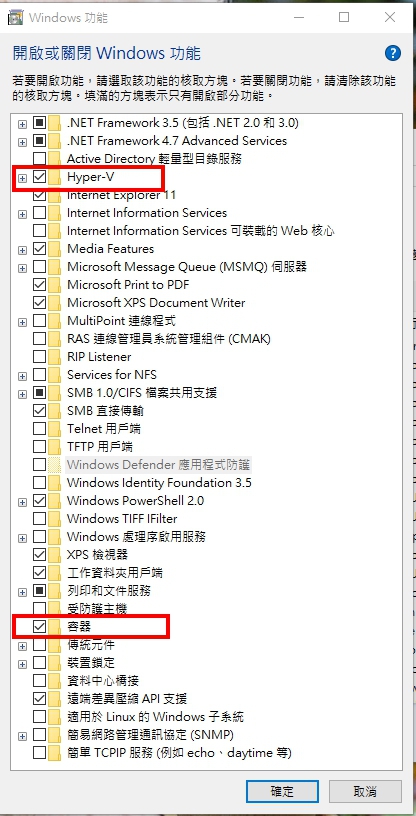 Windows 功能
開啟或關閉 Windows 功能
?
若要開啟功能，請選取該功能的核取方塊。若要關閉功能，請清除該功能
的核取方塊。填滿的方塊表示只有開啟部分功能。
.NET Framework 3.5 (包括 .NET 2.0 和 3.0)
.NET Framework 4.7 Advanced Services
Active Directory 輕量型目錄服務
Hyper-V
Internet Explorer 11
Internet Information Services
Internet Information Services 可裝載的 Web 核心
Media Features
Microsoft Message Queue (MSMQ) 伺服器
Microsoft Print to PDF
Microsoft XPS Document Writer
MultiPoint 連線程式
RAS 連線管理員系統管理組件 (CMAK)
RIP Listener
Services for NFS
SMB 1.0/CIFS 檔案共用支援
SMB 直接傳輸
Telnet 用戶端
TFTP 用戶端
Windows Defender 應用程式防護
Windows Identity Foundation 3.5
Windows PowerShell 2.0
Windows TIFF IFilter
Windows 處理序啟用服務
XPS 檢視器
工作資料夾用戶端
列印和文件服務
受防護主機
容器
傳統元件
裝置鎖定
資料中心橋接
遠端差異壓縮 API 支援
適用於 Linux 的 Windows 子系統
簡易網路管理通訊協定 (SNMP)
簡單 TCPIP 服務 (例如 echo、daytime 等)
確定
取消